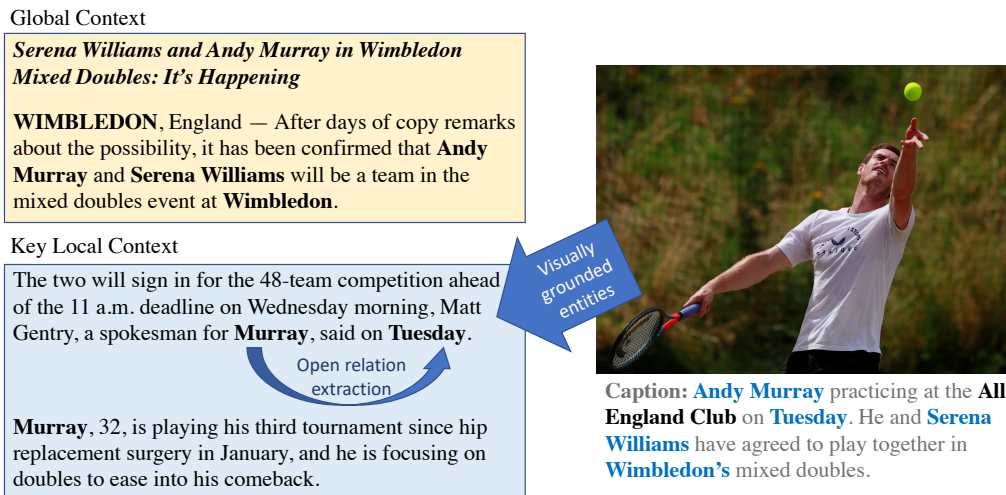 Global Context
Serena Williams and Andy Murray in Wimbledon
Mixed Doubles: It's Happening
WIMBLEDON, England — After days of copy remarks
about the possibility, it has been confirmed that Andy
Murray and Serena Williams will be a team in the
mixed doubles event at Wimbledon.
Key Local Context
The two will sign in for the 48-team competition ahead
of the 11 a.m. deadline on Wednesday morning, Matt
Gentry, a spokesman for Murray, said on Tuesday.
Open relation
extraction
Murray, 32, is playing his third tournament since hip
replacement surgery in January, and he is focusing on
doubles to ease into his comeback.
Visually
grounded
entities
Caption: Andy Murray practicing at the All
England Club on Tuesday. He and Serena
Williams have agreed to play together in
Wimbledon's mixed doubles.